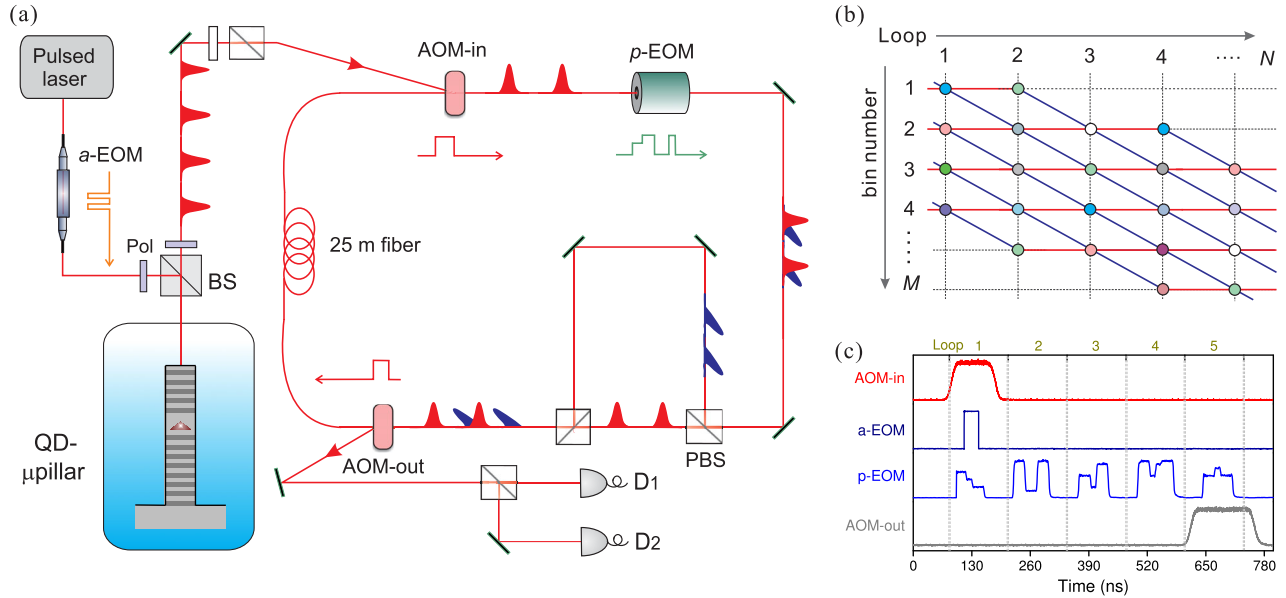 (a)
Pulsed
laser
a-EOM
Pol
BS
QD-
μpillar
AOM-in
p-EOM
25 m fiber
AOM-out
PBS
D1
D2
(b)
Loop
1 2 3 4 ···· N
bin number
1
2
3
4
M
(c)
Loop 1 2 3 4 5
AOM-in
a-EOM
p-EOM
AOM-out
0 130 260 390 520 650 780
Time (ns)